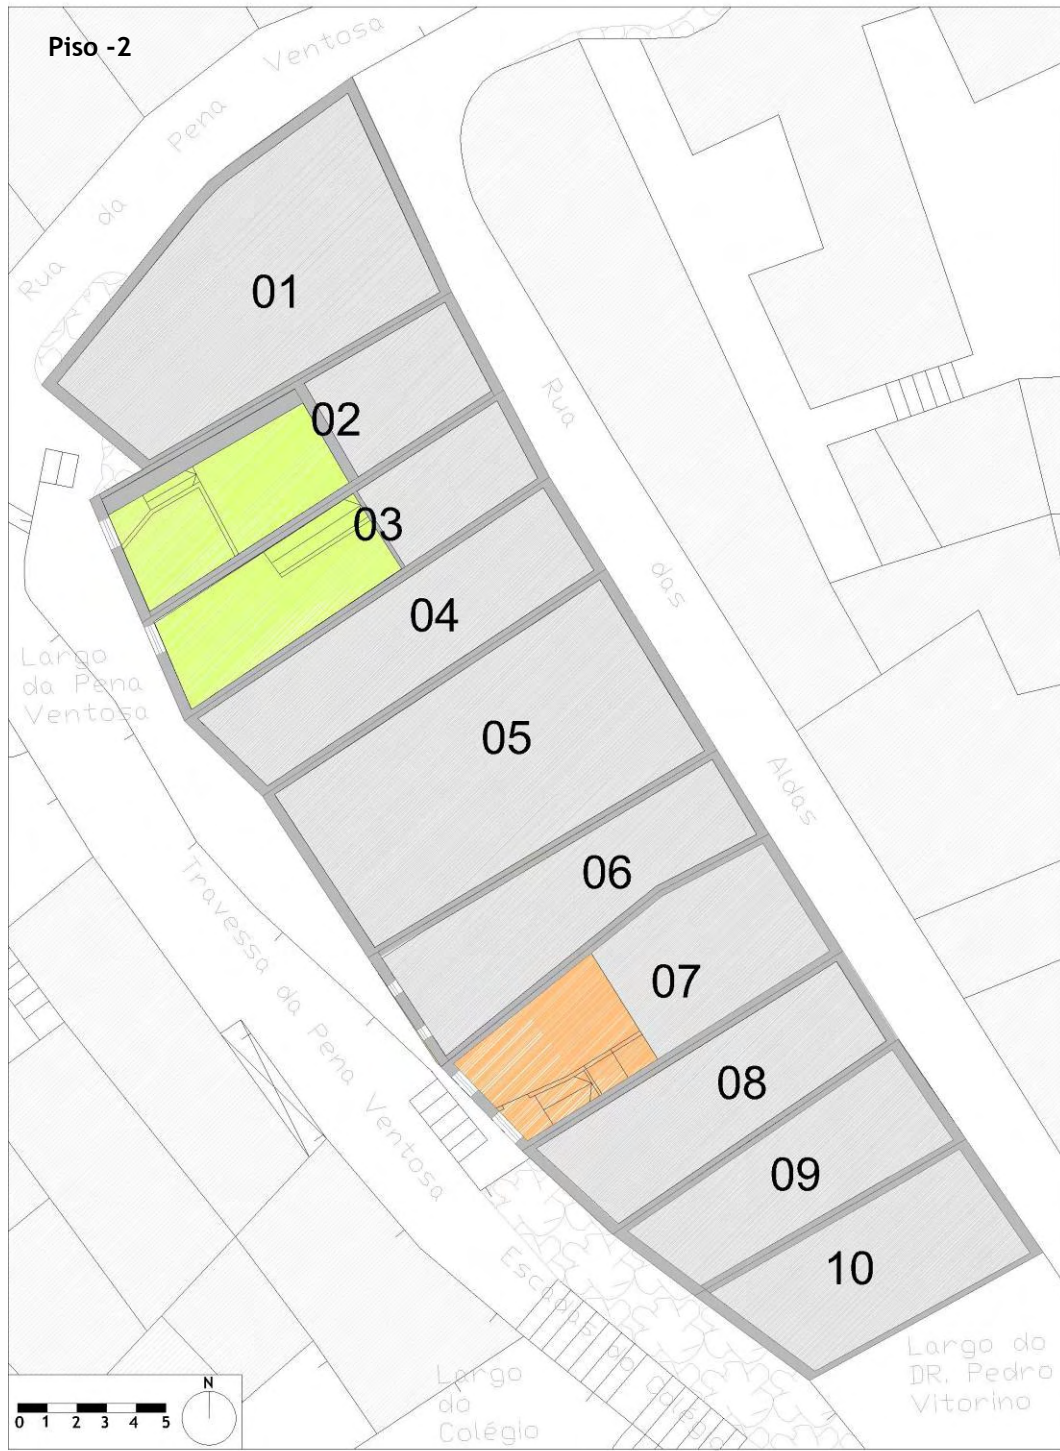 Piso -2
Rua da Pena Ventosa
01
02
03
04
05
06
07
08
09
10
Rua das Aldas
Largo
da Pena
Ventosa
Travessa da Pena Ventosa
Escadas do Colégio
Largo
do
Colégio
Largo do
DR. Pedro
Vitorino
N
0 1 2 3 4 5